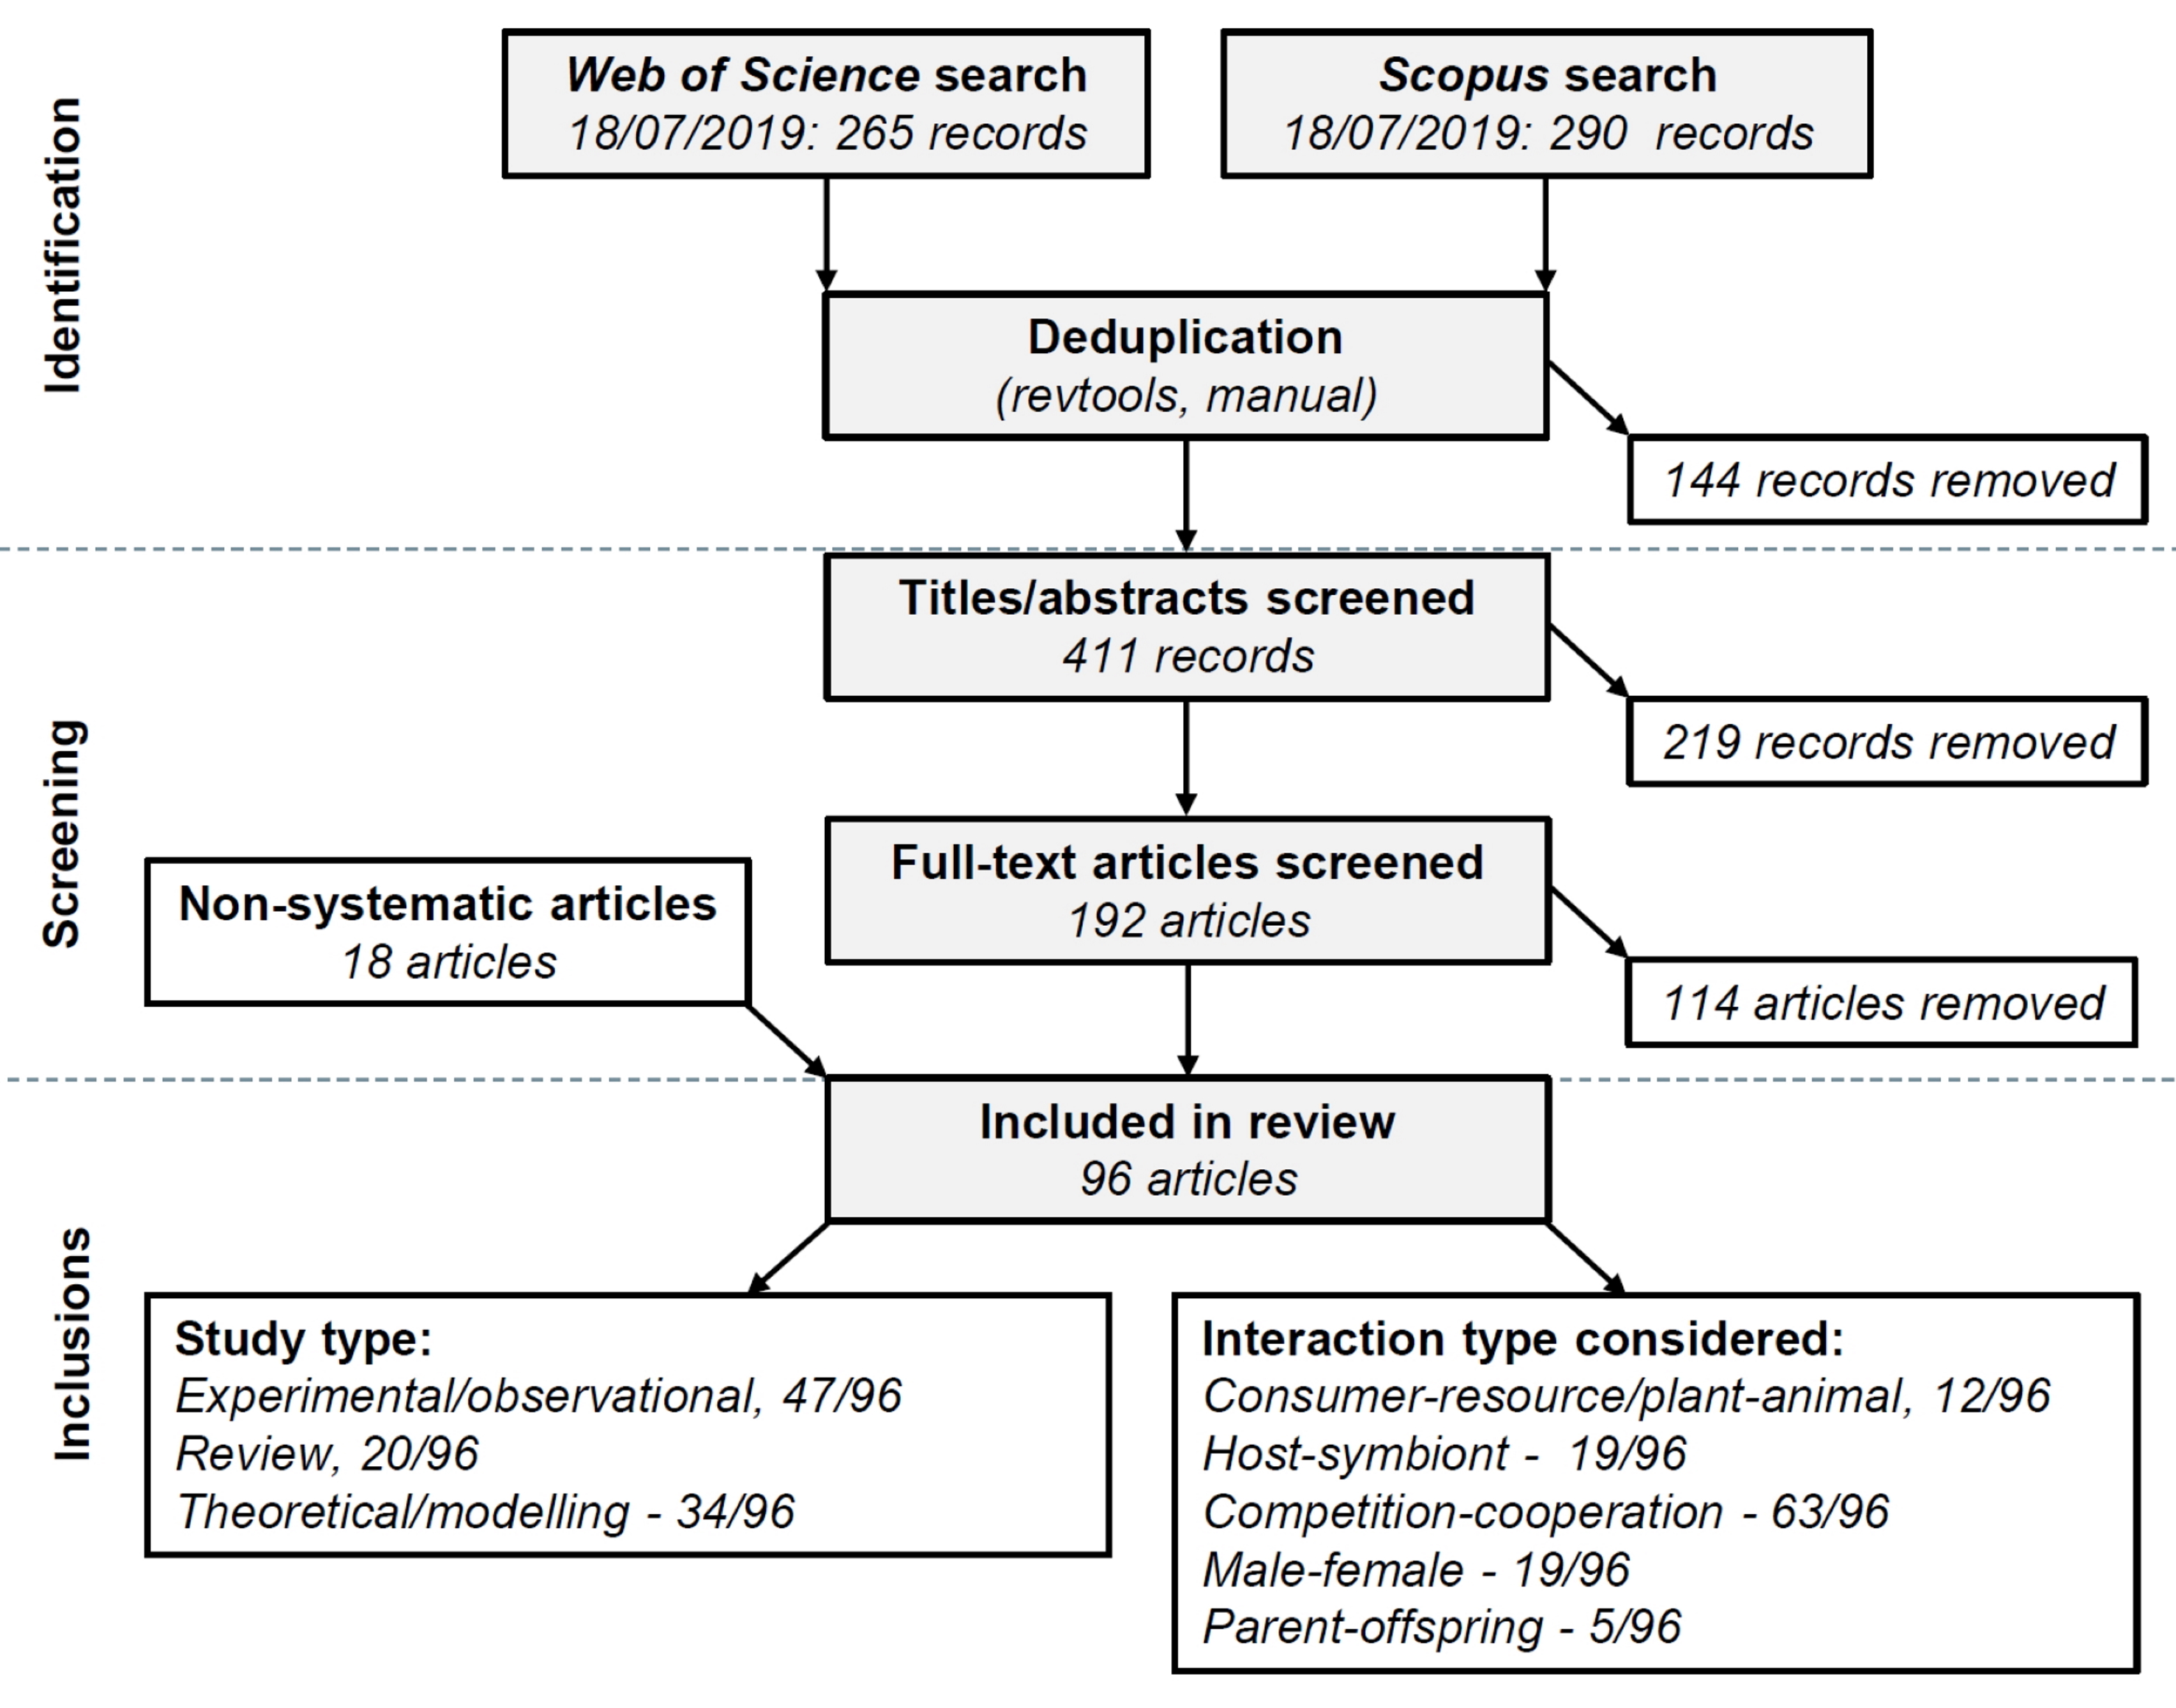 Identification
Web of Science search
18/07/2019: 265 records
Scopus search
18/07/2019: 290 records
Deduplication
(revtools, manual)
144 records removed
Screening
Titles/abstracts screened
411 records
219 records removed
Full-text articles screened
192 articles
Non-systematic articles
18 articles
114 articles removed
Inclusions
Included in review
96 articles
Study type:
Experimental/observational, 47/96
Review, 20/96
Theoretical/modelling - 34/96
Interaction type considered:
Consumer-resource/plant-animal, 12/96
Host-symbiont - 19/96
Competition-cooperation - 63/96
Male-female - 19/96
Parent-offspring - 5/96